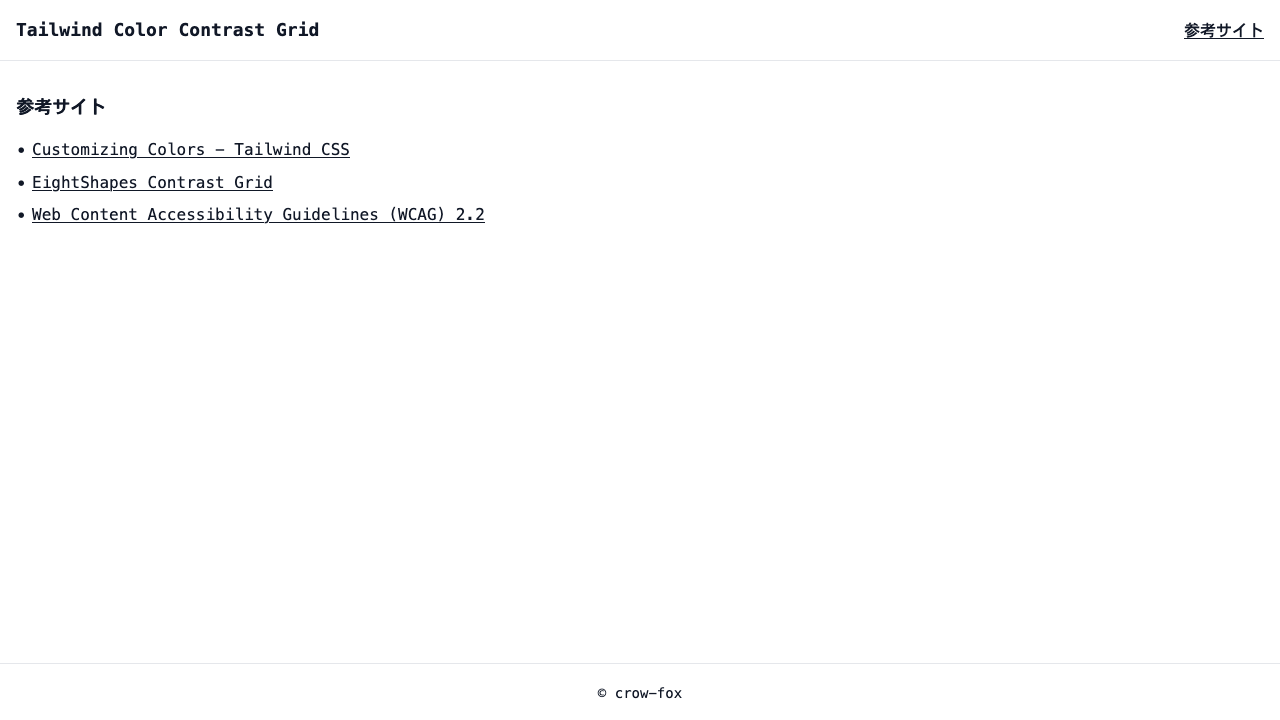 Tailwind Color Contrast Grid
参考サイト
参考サイト
• Customizing Colors – Tailwind CSS
• EightShapes Contrast Grid
• Web Content Accessibility Guidelines (WCAG) 2.2
© crow-fox